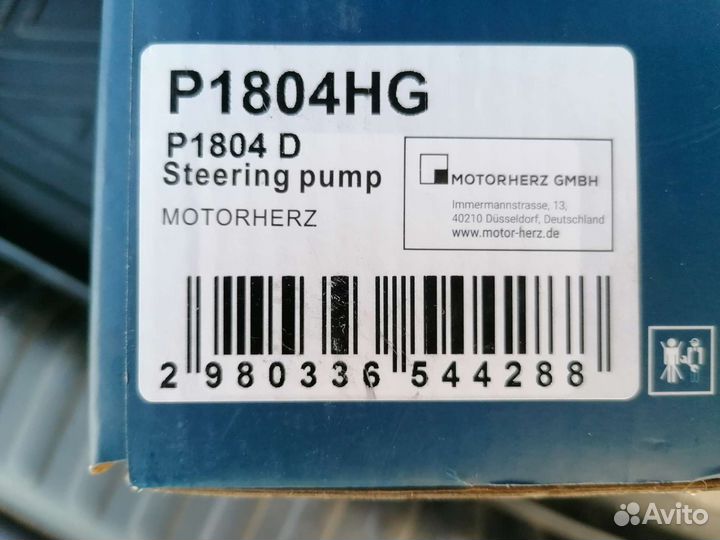 P1804HG
P1804 D
Steering pump
MOTORHERZ
MOTORHERZ GMBH
Immermannstrasse, 13,
40210 Düsseldorf, Deutschland
www.motor-herz.de
2 980336 544288
Avito